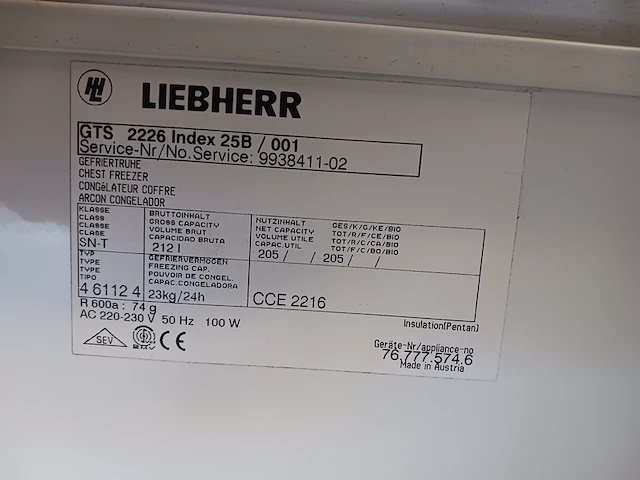 LIEBHERR
GTS 2226 Index 25B / 001
Service-Nr/No.Service: 9938411-02
GEFRIERTRUHE
CHEST FREEZER
CONGéLATEUR COFFRE
ARCON CONGELADOR
KLASSE
CLASS
CLASSE
CLASE
SN-T
BRUTTOINHALT
GROSS CAPACITY
VOLUME BRUT
CAPACIDAD BRUTA
212 l
NUTZINHALT GES/K/G/KE/BIO
NET CAPACITY TOT/R/F/CE/BIO
VOLUME UTILE TOT/R/C/CA/BIO
CAPAC.UTIL TOT/F/C/BO/BIO
205 / / 205 / /
TYP
TYPE
TYPE
TIPO
4 6112 4
GEFRIERVERMÖGEN
FREEZING CAP.
POUVOIR DE CONGEL.
CAPAC.CONGELADORA
23kg/24h
CCE 2216
R 600a : 74 g
AC 220-230 V 50 Hz 100 W
Insulation(Pentan)
SEV
CE
Geräte-Nr/appliance-no
76.777.574.6
Made in Austria